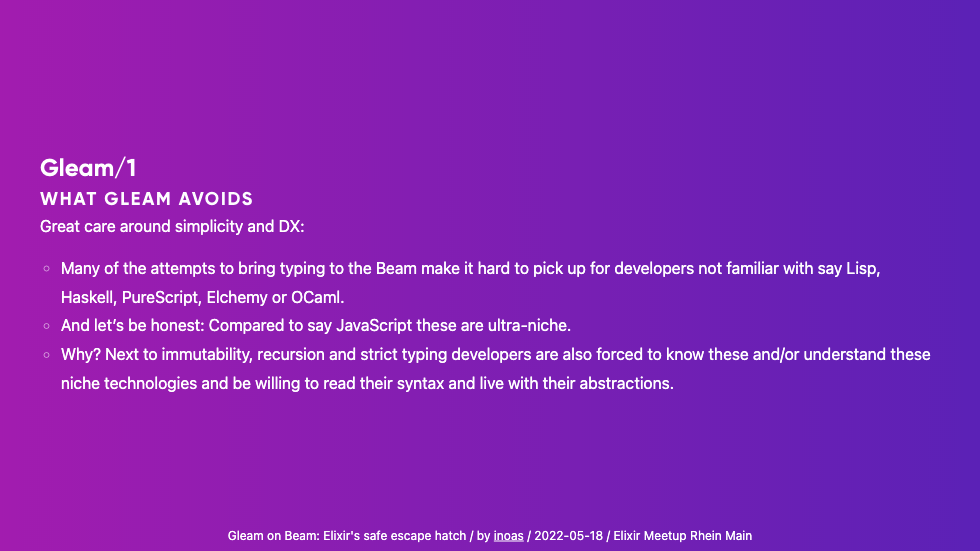 Gleam/1
WHAT GLEAM AVOIDS
Great care around simplicity and DX:
Many of the attempts to bring typing to the Beam make it hard to pick up for developers not familiar with say Lisp,
Haskell, PureScript, Elchemy or OCaml.
And let’s be honest: Compared to say JavaScript these are ultra-niche.
Why? Next to immutability, recursion and strict typing developers are also forced to know these and/or understand these
niche technologies and be willing to read their syntax and live with their abstractions.
Gleam on Beam: Elixir's safe escape hatch / by inoas / 2022-05-18 / Elixir Meetup Rhein Main